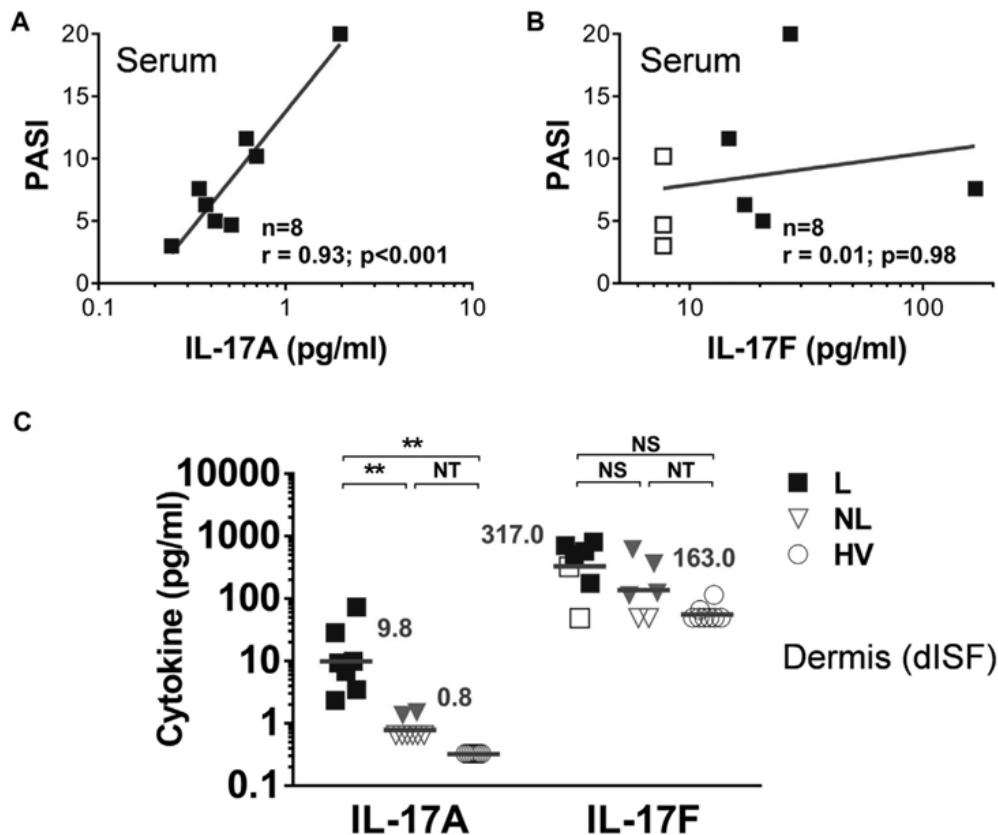 A
Serum
PASI
20
15
10
5
0
n=8
r = 0.93; p<0.001
0.1
1
10
IL-17A (pg/ml)
B
Serum
PASI
20
15
10
5
0
n=8
r = 0.01; p=0.98
10
100
IL-17F (pg/ml)
C
Cytokine (pg/ml)
10000
1000
100
10
1
0.1
**
**
NT
9.8
0.8
NS
NS
NT
317.0
163.0
L
NL
HV
Dermis (dISF)
IL-17A
IL-17F